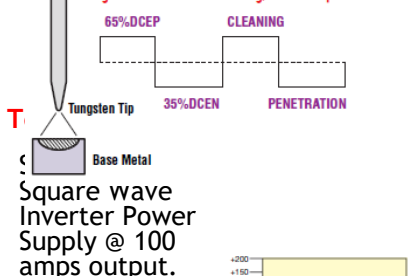 65%DCEP CLEANING
35%DCEN PENETRATION
Tungsten Tip
Base Metal
Square wave
Inverter Power
Supply @ 100
amps output.
+200
+150